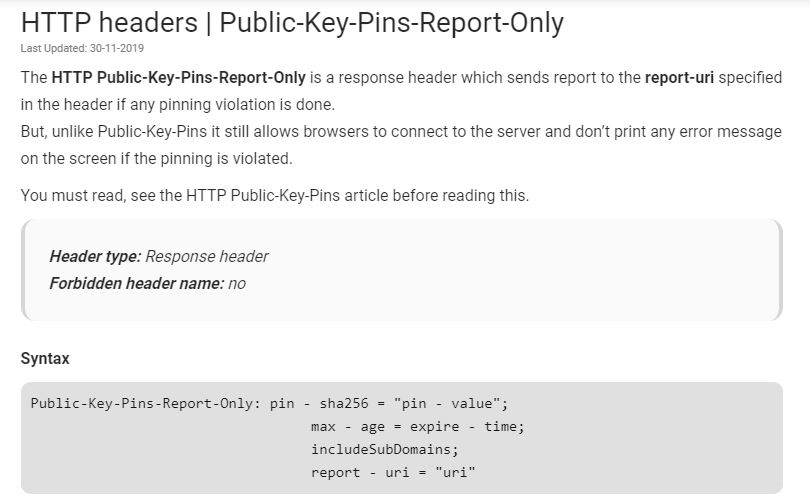 HTTP headers | Public-Key-Pins-Report-Only
Last Updated: 30-11-2019
The HTTP Public-Key-Pins-Report-Only is a response header which sends report to the report-uri specified
in the header if any pinning violation is done.
But, unlike Public-Key-Pins it still allows browsers to connect to the server and don't print any error message
on the screen if the pinning is violated.
You must read, see the HTTP Public-Key-Pins article before reading this.
Header type: Response header
Forbidden header name: no
Syntax
Public-Key-Pins-Report-Only: pin - sha256 = "pin - value";
max - age = expire - time;
includeSubDomains;
report - uri = "uri"